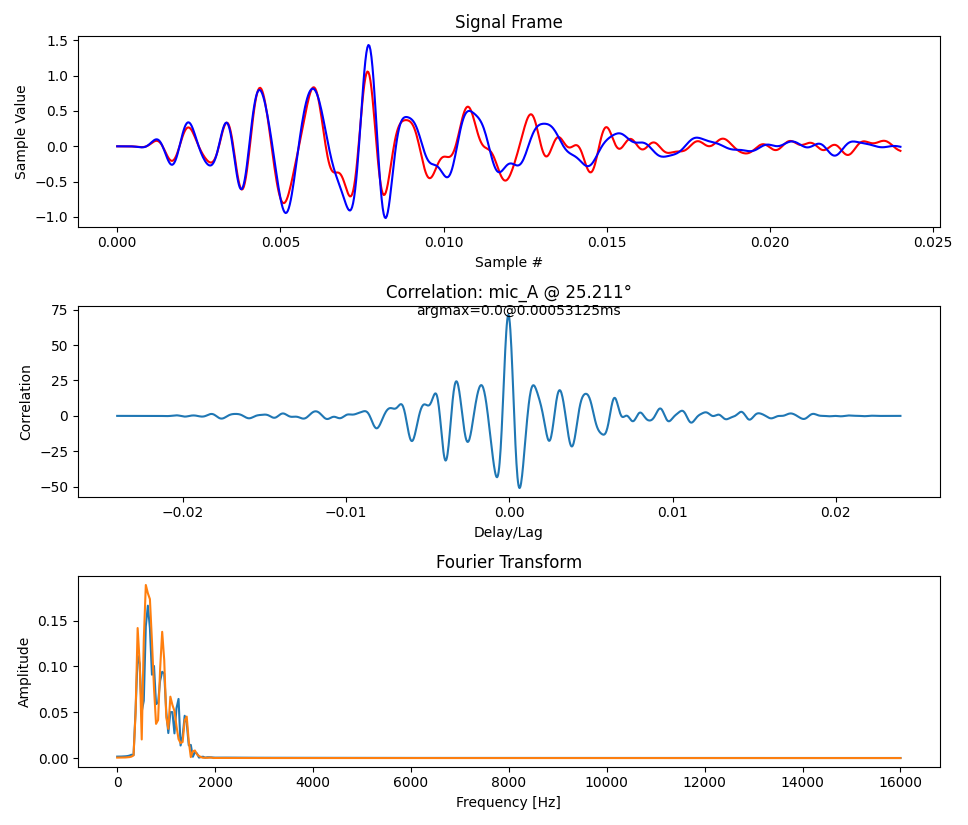 Signal Frame
1.5
1.0
0.5
0.0
−0.5
−1.0
Sample Value
0.000 0.005 0.010 0.015 0.020 0.025
Sample #
Correlation: mic_A @ 25.211°
argmax=0.0@0.00053125ms
75
50
25
0
−25
−50
Correlation
−0.02 −0.01 0.00 0.01 0.02
Delay/Lag
Fourier Transform
0.15
0.10
0.05
0.00
Amplitude
0 2000 4000 6000 8000 10000 12000 14000 16000
Frequency [Hz]